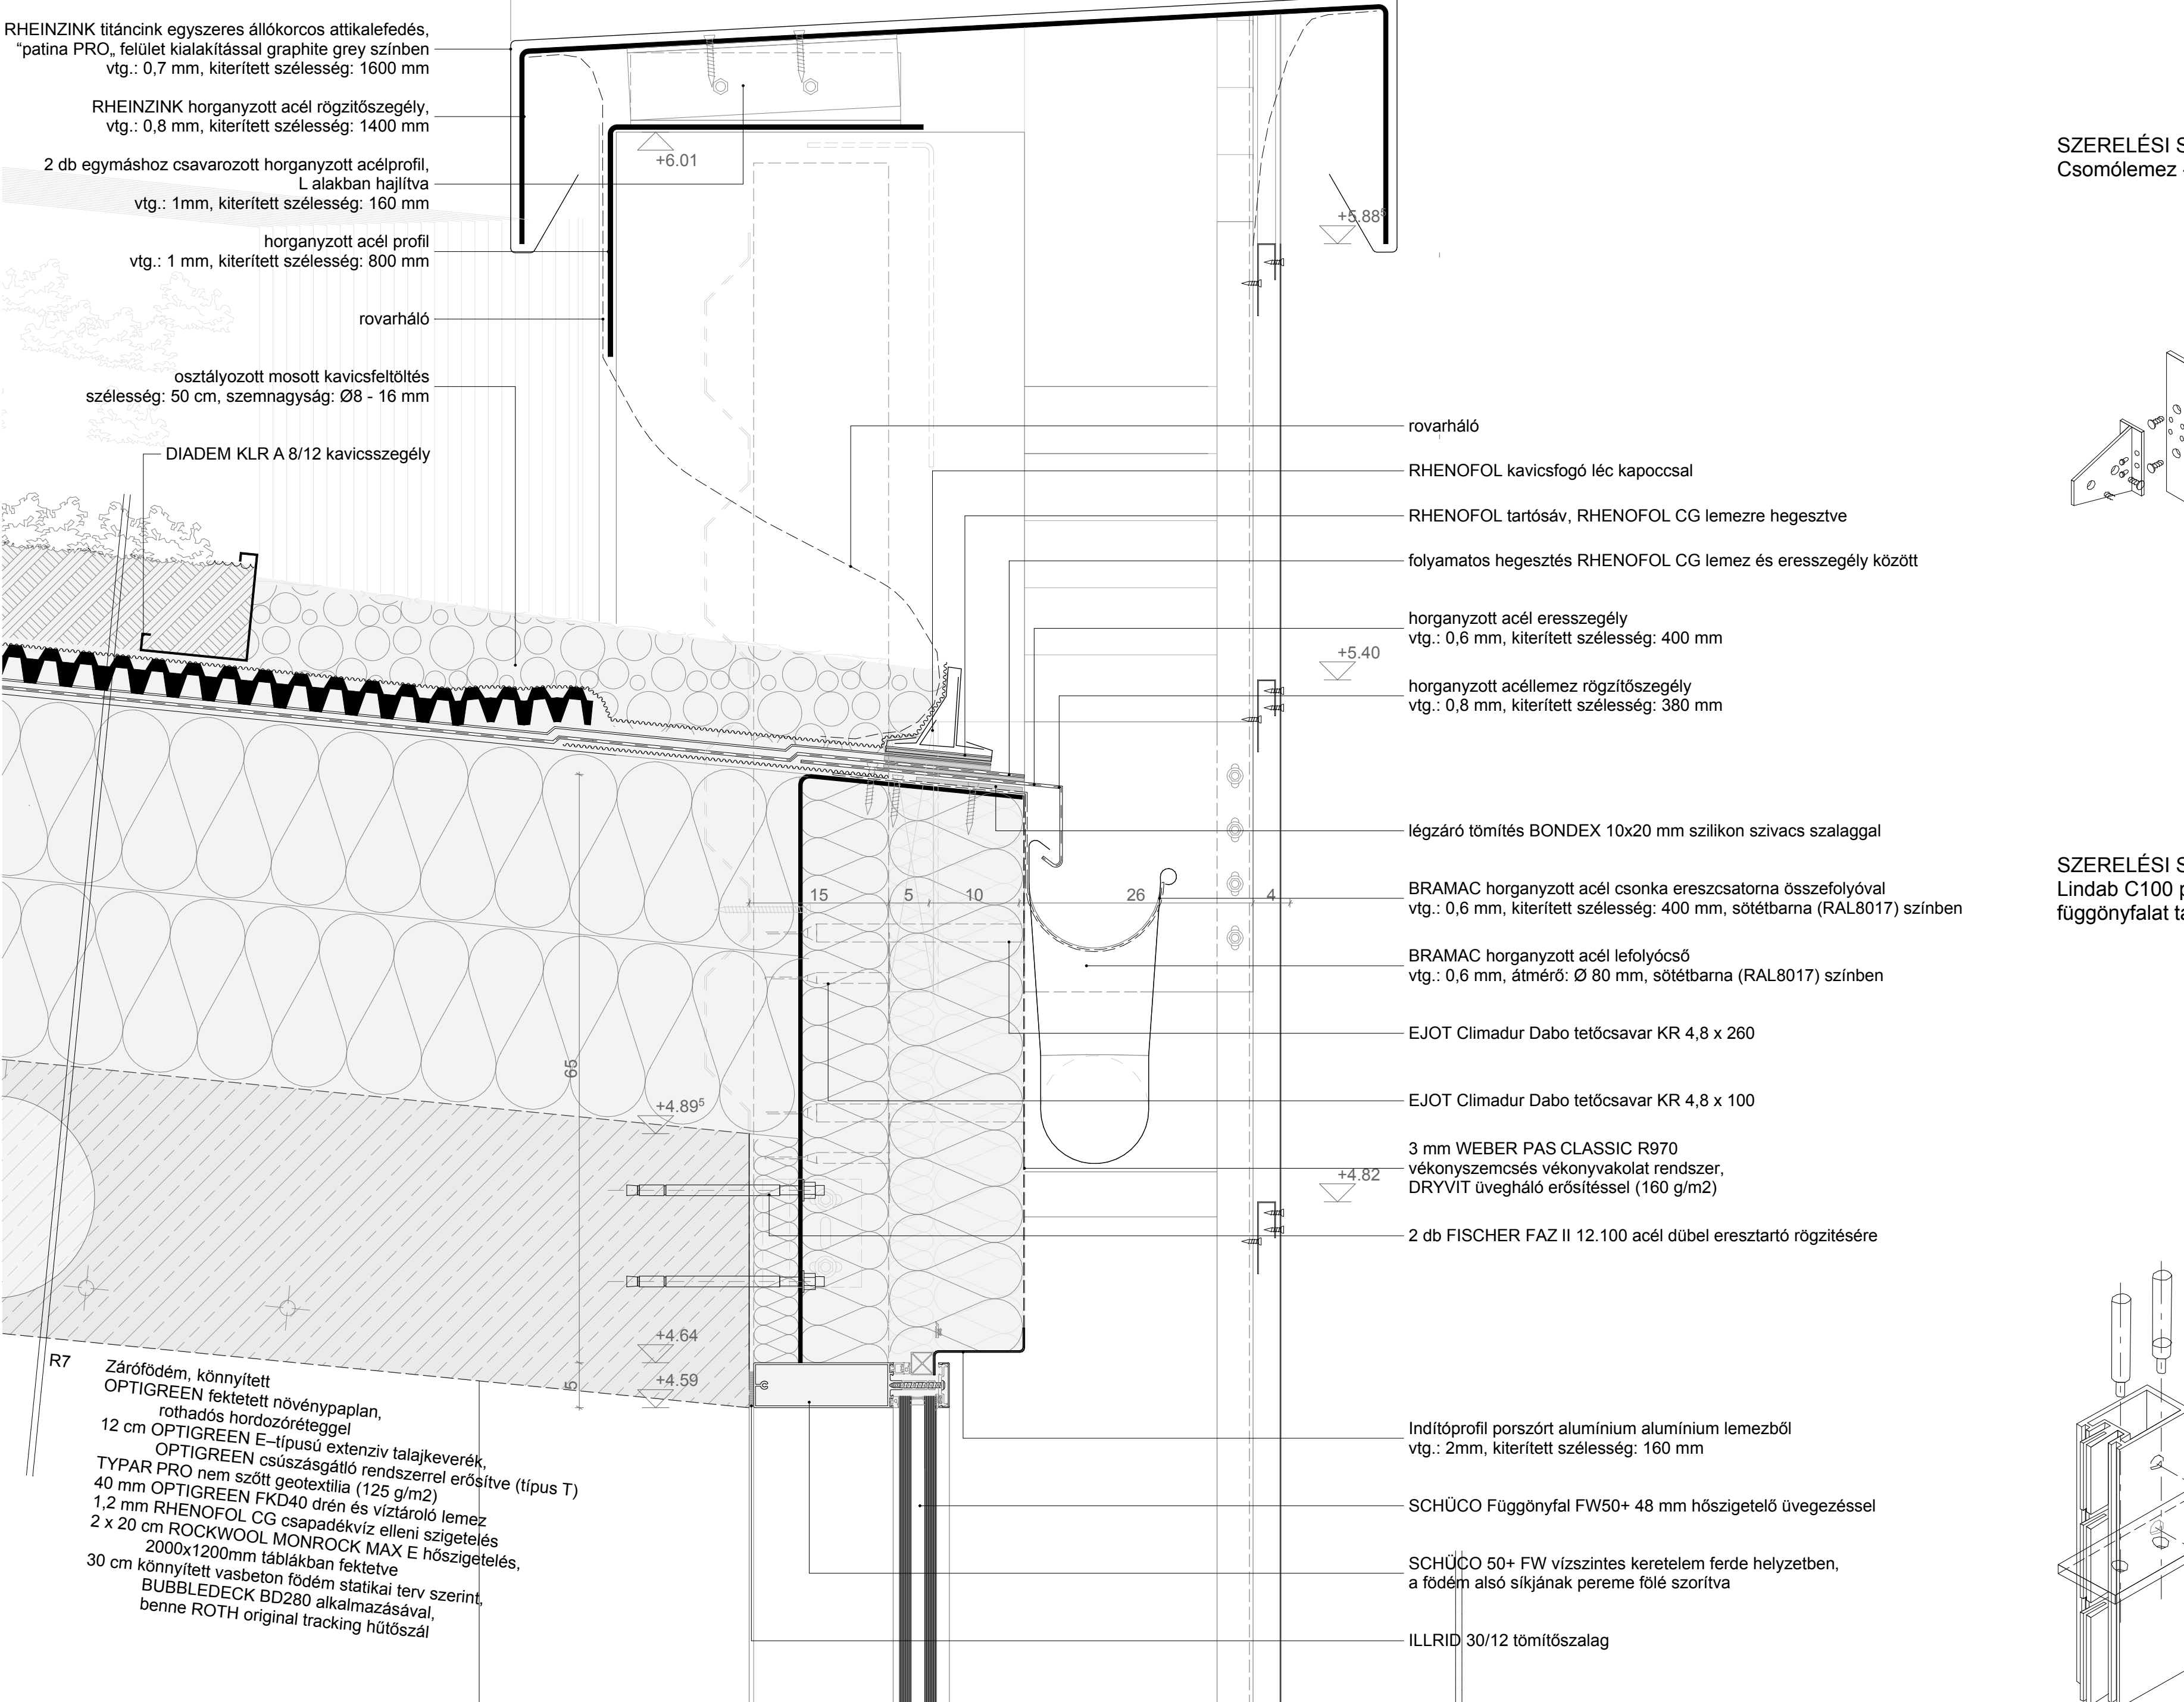 RHEINZINK titáncink egyszeres állókorcos attikalefedés,
“patina PRO„ felület kialakítással graphite grey színben
vtg.: 0,7 mm, kiterített szélesség: 1600 mm
RHEINZINK horganyzott acél rögzitőszegély,
vtg.: 0,8 mm, kiterített szélesség: 1400 mm
2 db egymáshoz csavarozott horganyzott acélprofil,
L alakban hajlítva
vtg.: 1mm, kiterített szélesség: 160 mm
horganyzott acél profil
vtg.: 1 mm, kiterített szélesség: 800 mm
rovarháló
osztályozott mosott kavicsfeltöltés
szélesség: 50 cm, szemnagyság: Ø8 - 16 mm
DIADEM KLR A 8/12 kavicsszegély
+6.01
+5.88⁵
+5.40
+4.82
15
5
10
26
4
65
+4.89⁵
+4.64
5
+4.59
rovarháló
RHENOFOL kavicsfogó léc kapoccsal
RHENOFOL tartósáv, RHENOFOL CG lemezre hegesztve
folyamatos hegesztés RHENOFOL CG lemez és eresszegély között
horganyzott acél eresszegély
vtg.: 0,6 mm, kiterített szélesség: 400 mm
horganyzott acéllemez rögzítőszegély
vtg.: 0,8 mm, kiterített szélesség: 380 mm
légzáró tömítés BONDEX 10x20 mm szilikon szivacs szalaggal
BRAMAC horganyzott acél csonka ereszcsatorna összefolyóval
vtg.: 0,6 mm, kiterített szélesség: 400 mm, sötétbarna (RAL8017) színben
BRAMAC horganyzott acél lefolyócső
vtg.: 0,6 mm, átmérő: Ø 80 mm, sötétbarna (RAL8017) színben
EJOT Climadur Dabo tetőcsavar KR 4,8 x 260
EJOT Climadur Dabo tetőcsavar KR 4,8 x 100
3 mm WEBER PAS CLASSIC R970
vékonyszemcsés vékonyvakolat rendszer,
DRYVIT üvegháló erősítéssel (160 g/m2)
2 db FISCHER FAZ II 12.100 acél dübel eresztartó rögzitésére
Indítóprofil porszórt alumínium alumínium lemezből
vtg.: 2mm, kiterített szélesség: 160 mm
SCHÜCO Függönyfal FW50+ 48 mm hőszigetelő üvegezéssel
SCHÜCO 50+ FW vízszintes keretelem ferde helyzetben,
a födém alsó síkjának pereme fölé szorítva
ILLRID 30/12 tömítőszalag
R7
Zárófödém, könnyített
OPTIGREEN fektetett növénypaplan,
rothadós hordozóréteggel
12 cm OPTIGREEN E–típusú extenziv talajkeverék,
OPTIGREEN csúszásgátló rendszerrel erősítve (típus T)
TYPAR PRO nem szőtt geotextilia (125 g/m2)
40 mm OPTIGREEN FKD40 drén és víztároló lemez
1,2 mm RHENOFOL CG csapadékvíz elleni szigetelés
2 x 20 cm ROCKWOOL MONROCK MAX E hőszigetelés,
2000x1200mm táblákban fektetve
30 cm könnyített vasbeton födém statikai terv szerint,
BUBBLEDECK BD280 alkalmazásával,
benne ROTH original tracking hűtőszál
SZERELÉSI S
Csomólemez
SZERELÉSI S
Lindab C100 p
függönyfalat ta